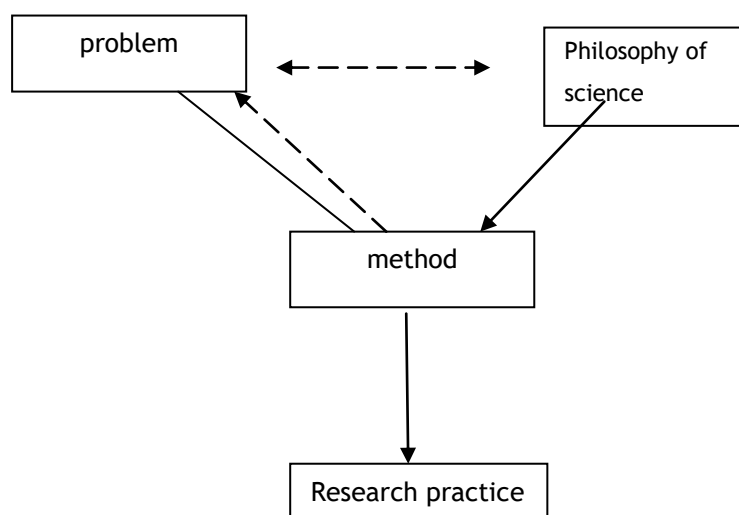 problem
Philosophy of
science
method
Research practice